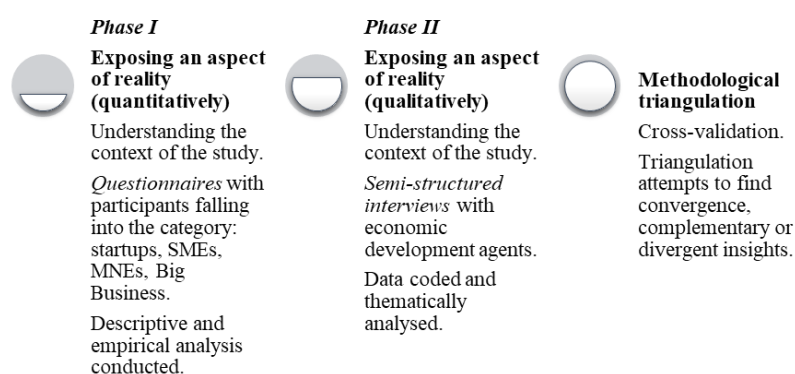 Phase I
Exposing an aspect
of reality
(quantitatively)
Understanding the
context of the study.
Questionnaires with
participants falling
into the category:
startups, SMEs,
MNEs, Big
Business.
Descriptive and
empirical analysis
conducted.
Phase II
Exposing an aspect
of reality
(qualitatively)
Understanding the
context of the study.
Semi-structured
interviews with
economic
development agents.
Data coded and
thematically
analysed.
Methodological
triangulation
Cross-validation.
Triangulation
attempts to find
convergence,
complementary or
divergent insights.